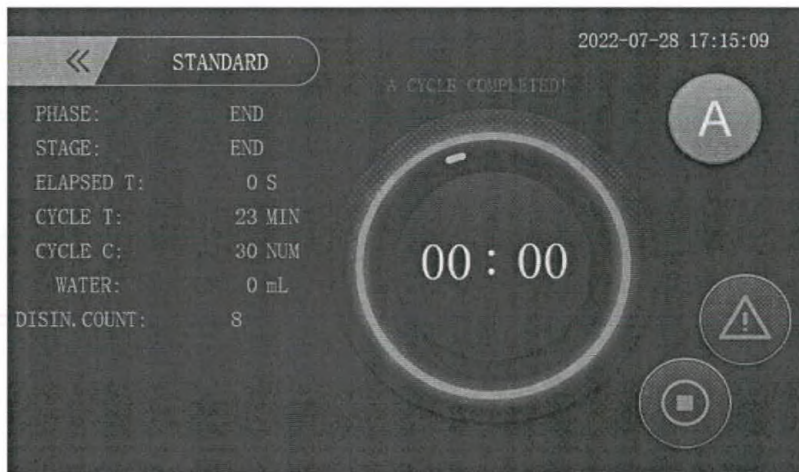 2022-07-28 17:15:09
STANDARD
A CYCLE COMPLETED!
A
PHASE: END
STAGE: END
ELAPSED T: 0 S
CYCLE T: 23 MIN
CYCLE C: 30 NUM
WATER: 0 mL
DISIN. COUNT: 8
00 : 00